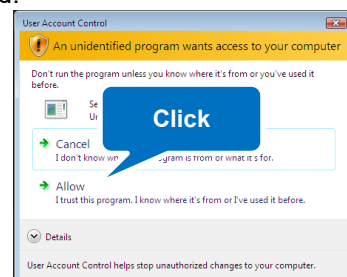 User Account Control
An unidentified program wants access to your computer
Don't run the program unless you know where it's from or you've used it
before.
Se
Un
Click
Cancel
I don't know wh ogram is from or what it's for.
Allow
I trust this program. I know where it's from or I've used it before.
Details
User Account Control helps stop unauthorized changes to your computer.